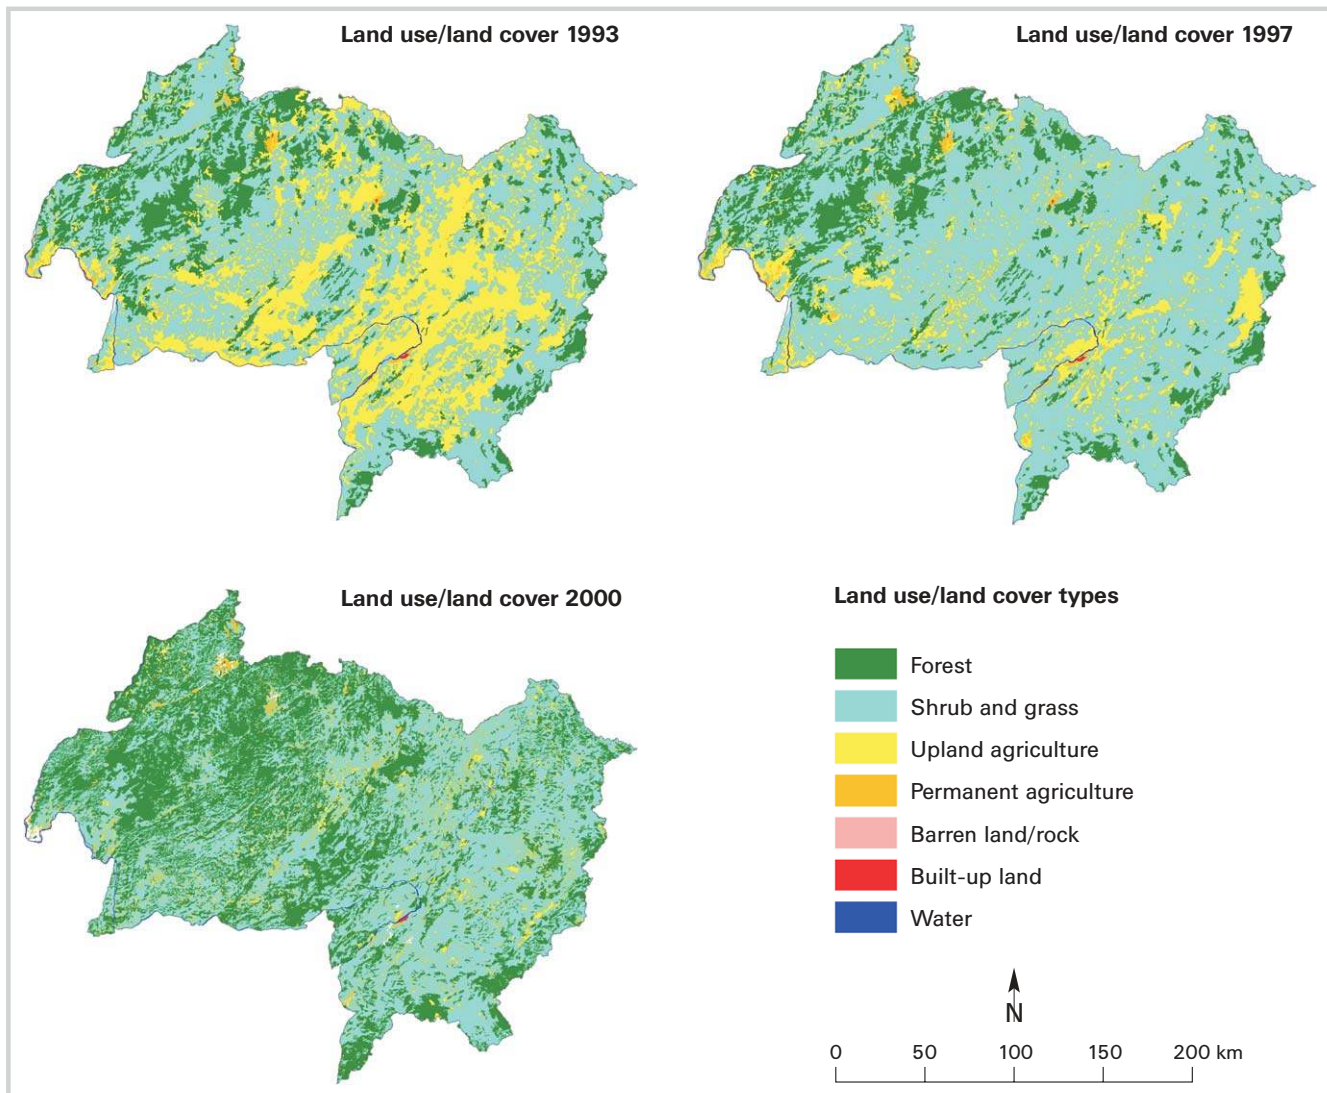 Land use/land cover 1993
Land use/land cover 1997
Land use/land cover 2000
Land use/land cover types
Forest
Shrub and grass
Upland agriculture
Permanent agriculture
Barren land/rock
Built-up land
Water
N
0 50 100 150 200 km